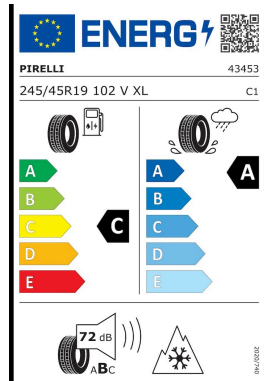 ENERG
PIRELLI 43453
245/45R19 102 V XL C1
A A
B B
C C
D D
E E
C
A
72 dB
ABC
2020/740